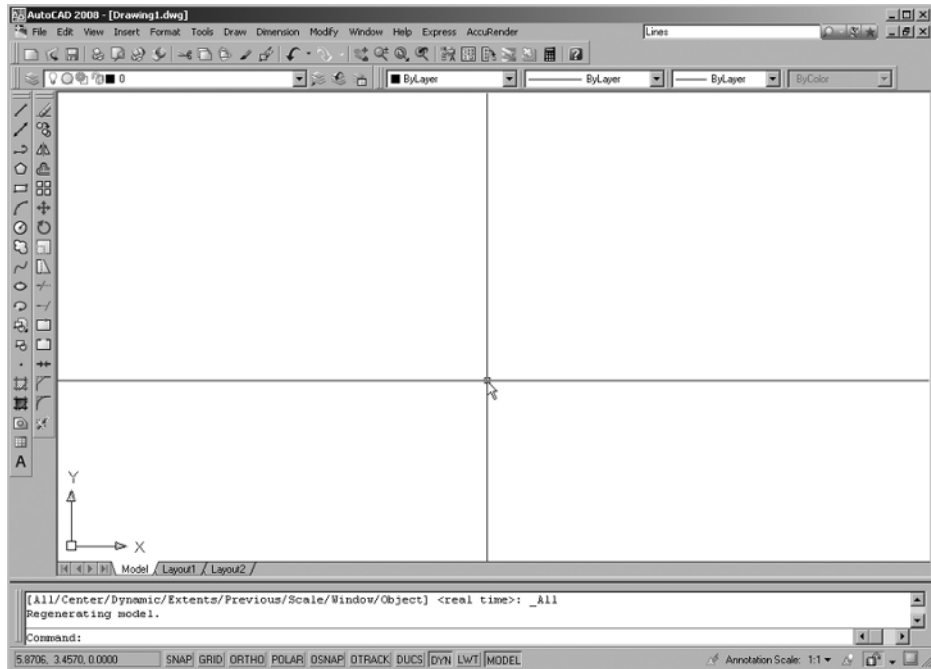 AutoCAD 2008 - [Drawing1.dwg]
File Edit View Insert Format Tools Draw Dimension Modify Window Help Express AccuRender Lines
0 ByLayer ByLayer ByLayer ByColor
A
Y
X
Model Layout1 Layout2
[All/Center/Dynamic/Extents/Previous/Scale/Window/Object] <real time>: _All
Regenerating model.
Command:
5.8706, 3.4570, 0.0000 SNAP GRID ORTHO POLAR OSNAP OTRACK DUCS DYN LWT MODEL Annotation Scale: 1:1